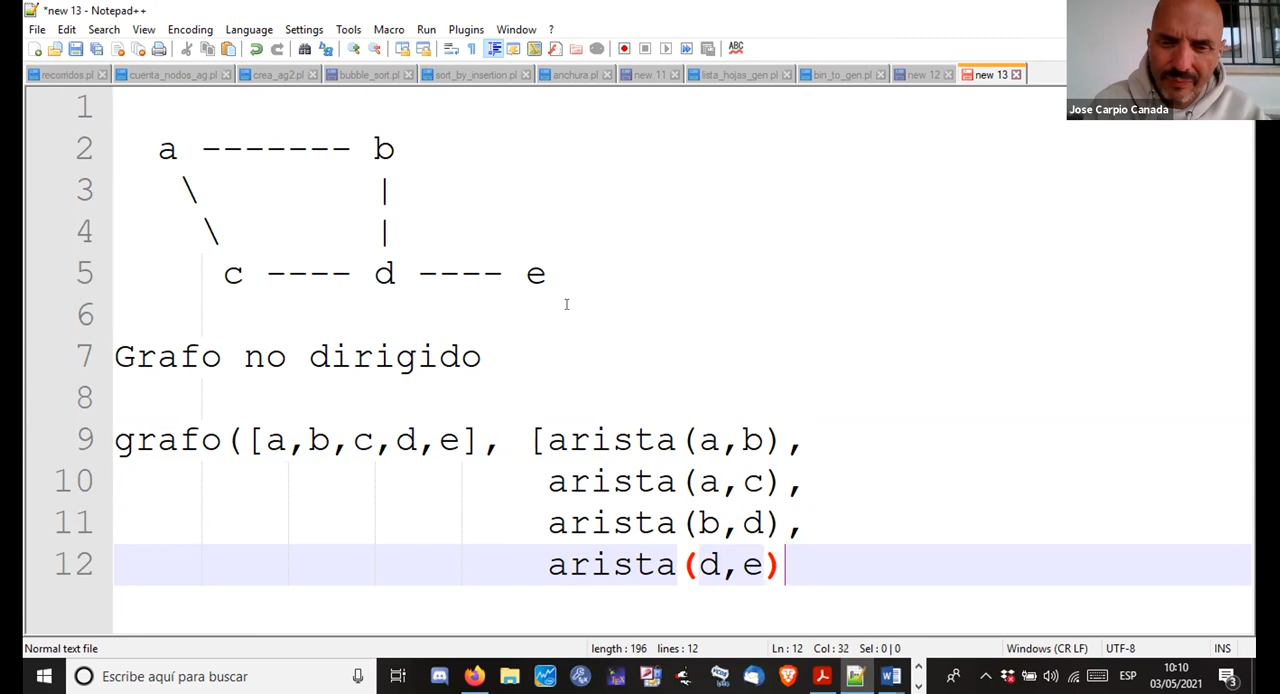 *new 13 - Notepad++
File Edit Search View Encoding Language Settings Tools Macro Run Plugins Window ?
ABC
recorridos.pl cuenta_nodos_ag.pl crea_ag2.pl bubble_sort.pl sort_by_insertion.pl anchura.pl new 11 lista_hojas_gen.pl bin_to_gen.pl new 12 new 13
Jose Carpio Canada
1
2 a ------- b
3 \ |
4 \ |
5 c ---- d ---- e
6
7 Grafo no dirigido
8
9 grafo([a,b,c,d,e], [arista(a,b),
10 arista(a,c),
11 arista(b,d),
12 arista(d,e)
Normal text file length : 196 lines : 12 Ln : 12 Col : 32 Sel : 0 | 0 Windows (CR LF) UTF-8 INS
Escribe aquí para buscar ESP 10:10
03/05/2021 3